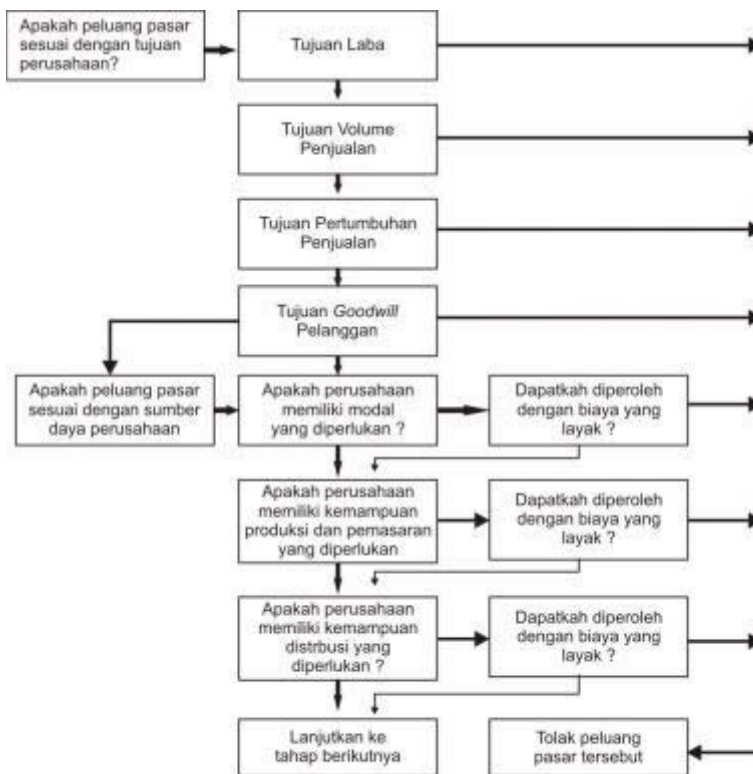 Apakah peluang pasar
sesuai dengan tujuan
perusahaan?
Tujuan Laba
Tujuan Volume
Penjualan
Tujuan Pertumbuhan
Penjualan
Tujuan Goodwill
Pelanggan
Apakah peluang pasar
sesuai dengan sumber
daya perusahaan
Apakah perusahaan
memiliki modal
yang diperlukan ?
Dapatkah diperoleh
dengan biaya yang
layak ?
Apakah perusahaan
memiliki kemampuan
produksi dan pemasaran
yang diperlukan
Dapatkah diperoleh
dengan biaya yang
layak ?
Apakah perusahaan
memiliki kemampuan
distrbusi yang
diperlukan ?
Dapatkah diperoleh
dengan biaya yang
layak ?
Lanjutkan ke
tahap berikutnya
Tolak peluang
pasar tersebut